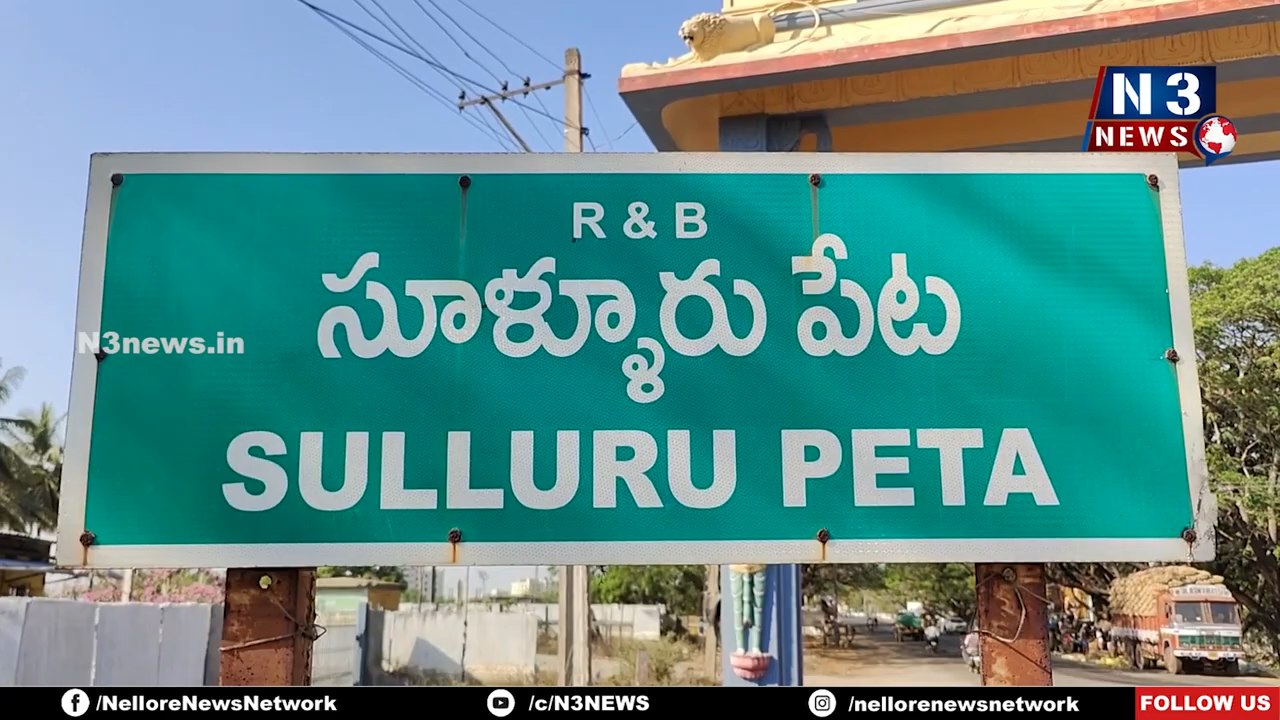 N3
NEWS
R & B
సూళ్ళూరు పేట
N3news.in
SULLURU PETA
/NelloreNewsNetwork
/c/N3NEWS
/nellorenewsnetwork
FOLLOW US